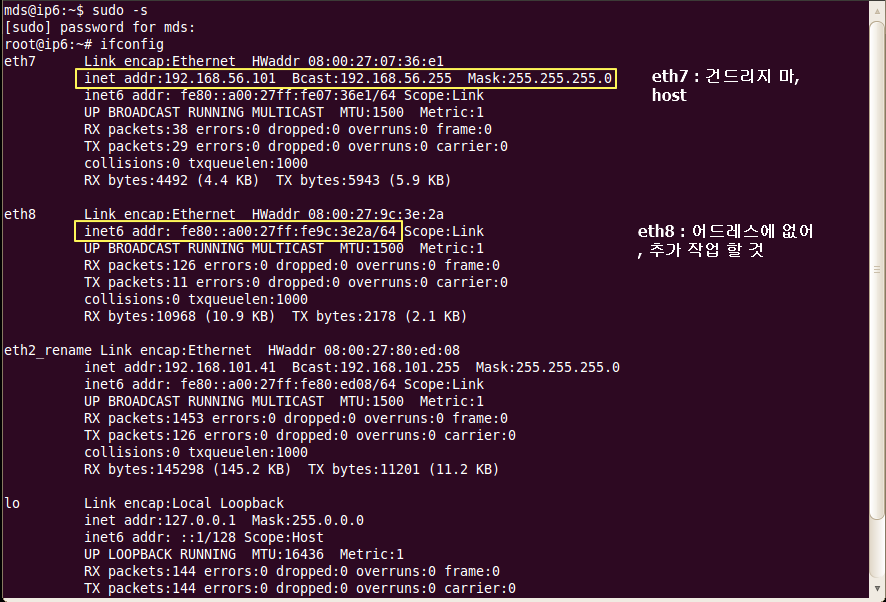 mds@ip6:~$ sudo -s
[sudo] password for mds:
root@ip6:~# ifconfig
eth7      Link encap:Ethernet  HWaddr 08:00:27:07:36:e1
          inet addr:192.168.56.101  Bcast:192.168.56.255  Mask:255.255.255.0
          inet6 addr: fe80::a00:27ff:fe07:36e1/64 Scope:Link
          UP BROADCAST RUNNING MULTICAST  MTU:1500  Metric:1
          RX packets:38 errors:0 dropped:0 overruns:0 frame:0
          TX packets:29 errors:0 dropped:0 overruns:0 carrier:0
          collisions:0 txqueuelen:1000
          RX bytes:4492 (4.4 KB)  TX bytes:5943 (5.9 KB)
eth7 : 건드리지 마,
host
eth8      Link encap:Ethernet  HWaddr 08:00:27:9c:3e:2a
          inet6 addr: fe80::a00:27ff:fe9c:3e2a/64 Scope:Link
          UP BROADCAST RUNNING MULTICAST  MTU:1500  Metric:1
          RX packets:126 errors:0 dropped:0 overruns:0 frame:0
          TX packets:11 errors:0 dropped:0 overruns:0 carrier:0
          collisions:0 txqueuelen:1000
          RX bytes:10968 (10.9 KB)  TX bytes:2178 (2.1 KB)
eth8 : 어드레스에 없어
, 추가 작업 할 것
eth2_rename Link encap:Ethernet  HWaddr 08:00:27:80:ed:08
          inet addr:192.168.101.41  Bcast:192.168.101.255  Mask:255.255.255.0
          inet6 addr: fe80::a00:27ff:fe80:ed08/64 Scope:Link
          UP BROADCAST RUNNING MULTICAST  MTU:1500  Metric:1
          RX packets:1453 errors:0 dropped:0 overruns:0 frame:0
          TX packets:126 errors:0 dropped:0 overruns:0 carrier:0
          collisions:0 txqueuelen:1000
          RX bytes:145298 (145.2 KB)  TX bytes:11201 (11.2 KB)
lo        Link encap:Local Loopback
          inet addr:127.0.0.1  Mask:255.0.0.0
          inet6 addr: ::1/128 Scope:Host
          UP LOOPBACK RUNNING  MTU:16436  Metric:1
          RX packets:144 errors:0 dropped:0 overruns:0 frame:0
          TX packets:144 errors:0 dropped:0 overruns:0 carrier:0